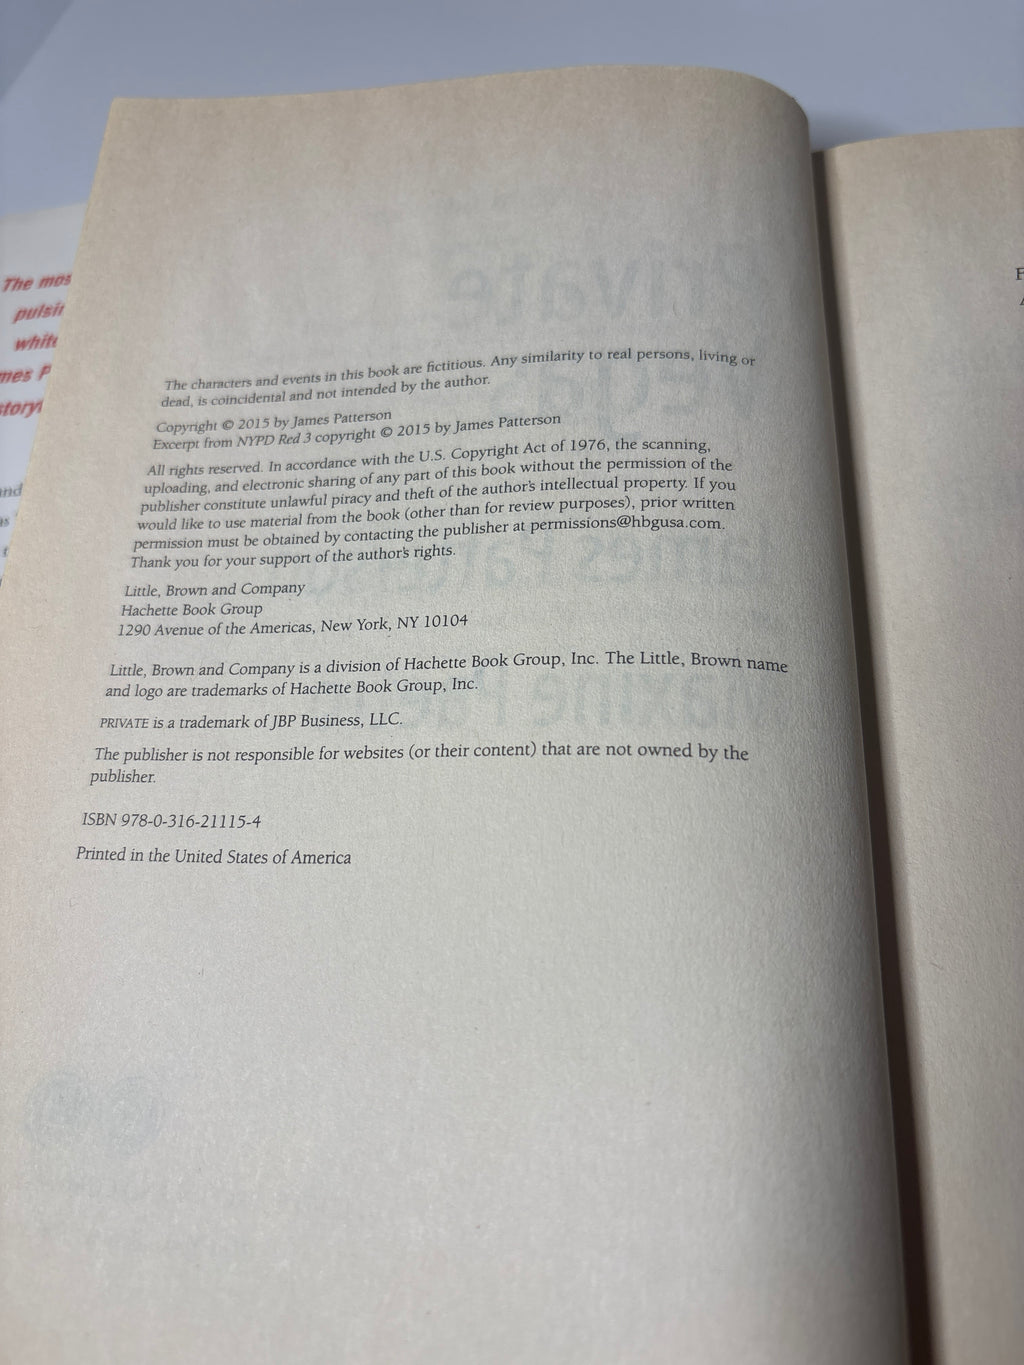 The mos
pulsin
white
mes P
story
and
as
t
The characters and events in this book are fictitious. Any similarity to real persons, living or
dead, is coincidental and not intended by the author.
Copyright © 2015 by James Patterson
Excerpt from NYPD Red 3 copyright © 2015 by James Patterson
All rights reserved. In accordance with the U.S. Copyright Act of 1976, the scanning,
uploading, and electronic sharing of any part of this book without the permission of the
publisher constitute unlawful piracy and theft of the author's intellectual property. If you
would like to use material from the book (other than for review purposes), prior written
permission must be obtained by contacting the publisher at permissions@hbgusa.com.
Thank you for your support of the author's rights.
Little, Brown and Company
Hachette Book Group
1290 Avenue of the Americas, New York, NY 10104
Little, Brown and Company is a division of Hachette Book Group, Inc. The Little, Brown name
and logo are trademarks of Hachette Book Group, Inc.
PRIVATE is a trademark of JBP Business, LLC.
The publisher is not responsible for websites (or their content) that are not owned by the
publisher.
ISBN 978-0-316-21115-4
Printed in the United States of America
F